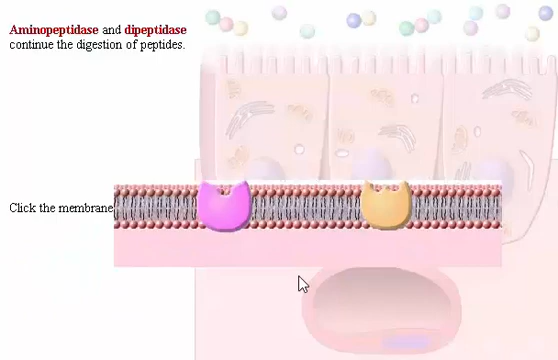 Aminopeptidase and dipeptidase
continue the digestion of peptides.
Click the membrane